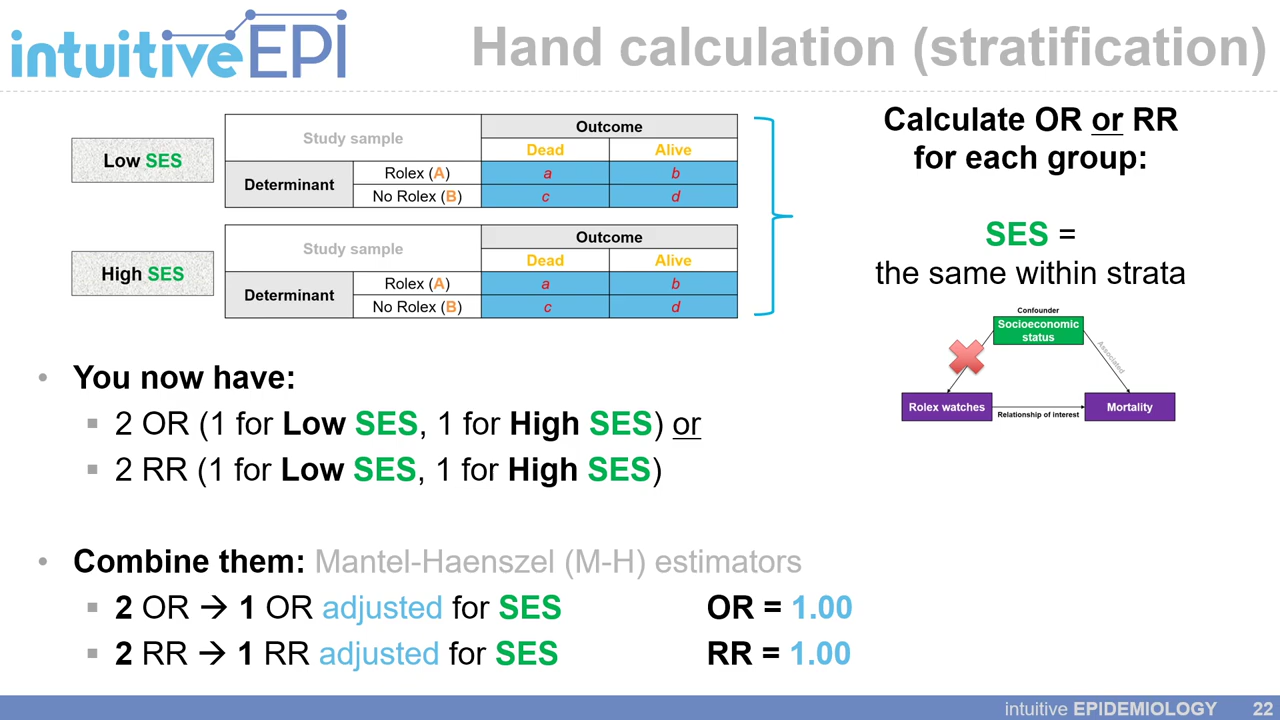 intuitiveEPI
Hand calculation (stratification)
Low SES
Study sample
Outcome
Dead
Alive
Determinant
Rolex (A)
a
b
No Rolex (B)
c
d
High SES
Study sample
Outcome
Dead
Alive
Determinant
Rolex (A)
a
b
No Rolex (B)
c
d
Calculate OR or RR
for each group:
SES =
the same within strata
Confounder
Socioeconomic
status
Associated
Rolex watches
Relationship of interest
Mortality
• You now have:
▪ 2 OR (1 for Low SES, 1 for High SES) or
▪ 2 RR (1 for Low SES, 1 for High SES)
• Combine them: Mantel-Haenszel (M-H) estimators
▪ 2 OR → 1 OR adjusted for SES
OR = 1.00
▪ 2 RR → 1 RR adjusted for SES
RR = 1.00
intuitive EPIDEMIOLOGY 22